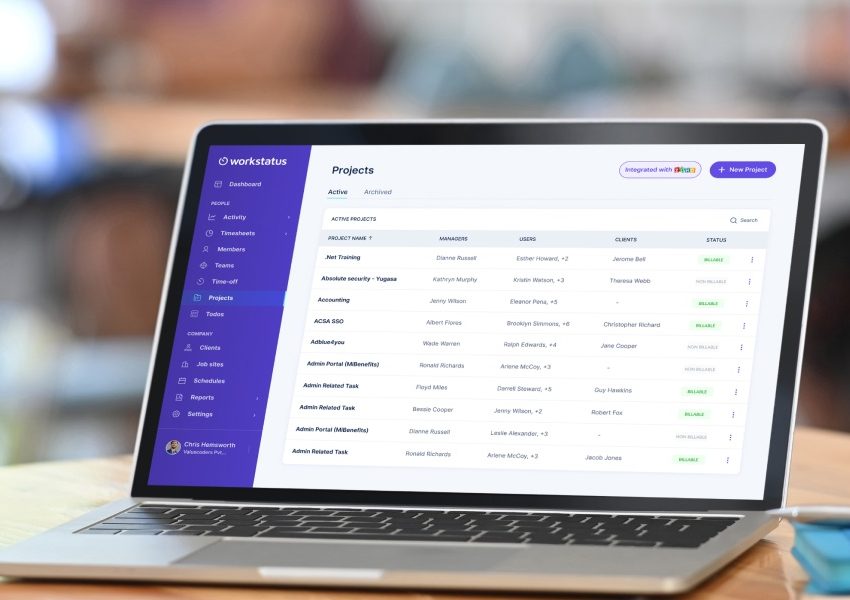 workstatus
Dashboard
PEOPLE
Activity
Timesheets
Members
Teams
Time-off
Projects
Todos
COMPANY
Clients
Job sites
Schedules
Reports
Settings
Chris Hemsworth
Valuecoders Pvt...
Projects
Integrated with ZOHO
+ New Project
Active Archived
ACTIVE PROJECTS Search
PROJECT NAME ↑ MANAGERS USERS CLIENTS STATUS
.Net Training Dianne Russell Esther Howard, +2 Jerome Bell BILLABLE
Absolute security - Yugasa Kathryn Murphy Kristin Watson, +3 Theresa Webb NON BILLABLE
Accounting Jenny Wilson Eleanor Pena, +5 - BILLABLE
ACSA SSO Albert Flores Brooklyn Simmons, +6 Christopher Richard BILLABLE
Adblue4you Wade Warren Ralph Edwards, +4 Jane Cooper NON BILLABLE
Admin Portal (MiBenefits) Ronald Richards Arlene McCoy, +3 - NON BILLABLE
Admin Related Task Floyd Miles Darrell Steward, +5 Guy Hawkins BILLABLE
Admin Related Task Bessie Cooper Jenny Wilson, +2 Robert Fox BILLABLE
Admin Portal (MiBenefits) Dianne Russell Leslie Alexander, +3 - NON BILLABLE
Admin Related Task Ronald Richards Arlene McCoy, +3 Jacob Jones BILLABLE